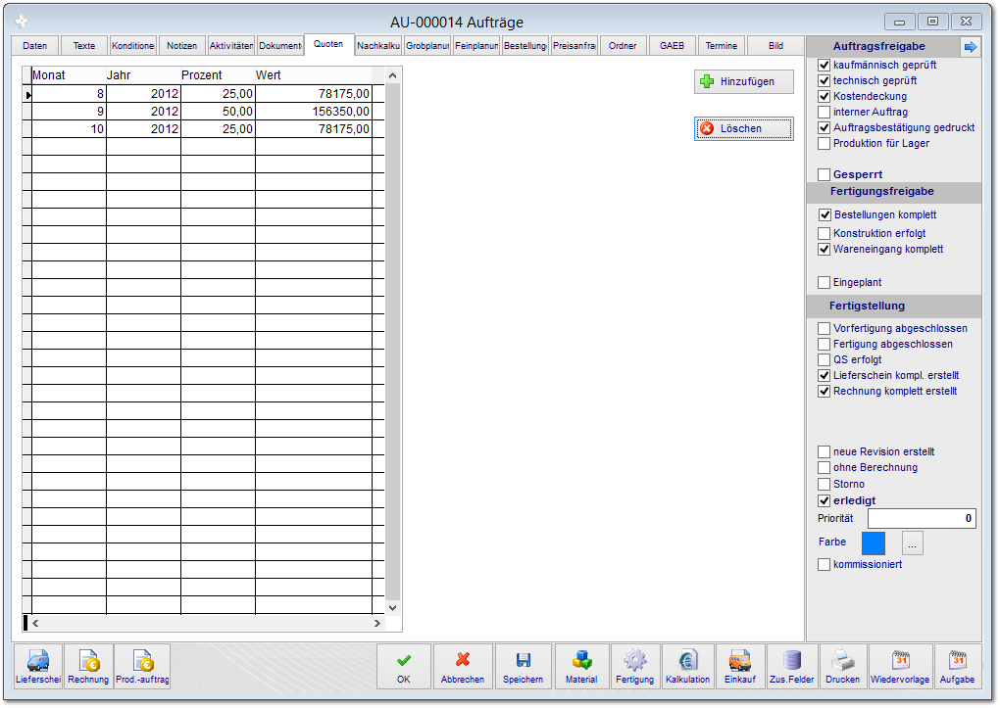 AU-000014 Aufträge
Daten Texte Konditione Notizen Aktivitäten Dokument Quoten Nachkalku Grobplanun Feinplanun Bestellung Preisanfra Ordner GAEB Termine Bild
Monat Jahr Prozent Wert
8 2012 25,00 78175,00
9 2012 50,00 156350,00
10 2012 25,00 78175,00
Hinzufügen
Löschen
Auftragsfreigabe
kaufmännisch geprüft
technisch geprüft
Kostendeckung
interner Auftrag
Auftragsbestätigung gedruckt
Produktion für Lager
Gesperrt
Fertigungsfreigabe
Bestellungen komplett
Konstruktion erfolgt
Wareneingang komplett
Eingeplant
Fertigstellung
Vorfertigung abgeschlossen
Fertigung abgeschlossen
QS erfolgt
Lieferschein kompl. erstellt
Rechnung komplett erstellt
neue Revision erstellt
ohne Berechnung
Storno
erledigt
Priorität 0
Farbe ...
kommissioniert
Lieferschei Rechnung Prod.-auftrag OK Abbrechen Speichern Material Fertigung Kalkulation Einkauf Zus.Felder Drucken Wiedervorlage Aufgabe